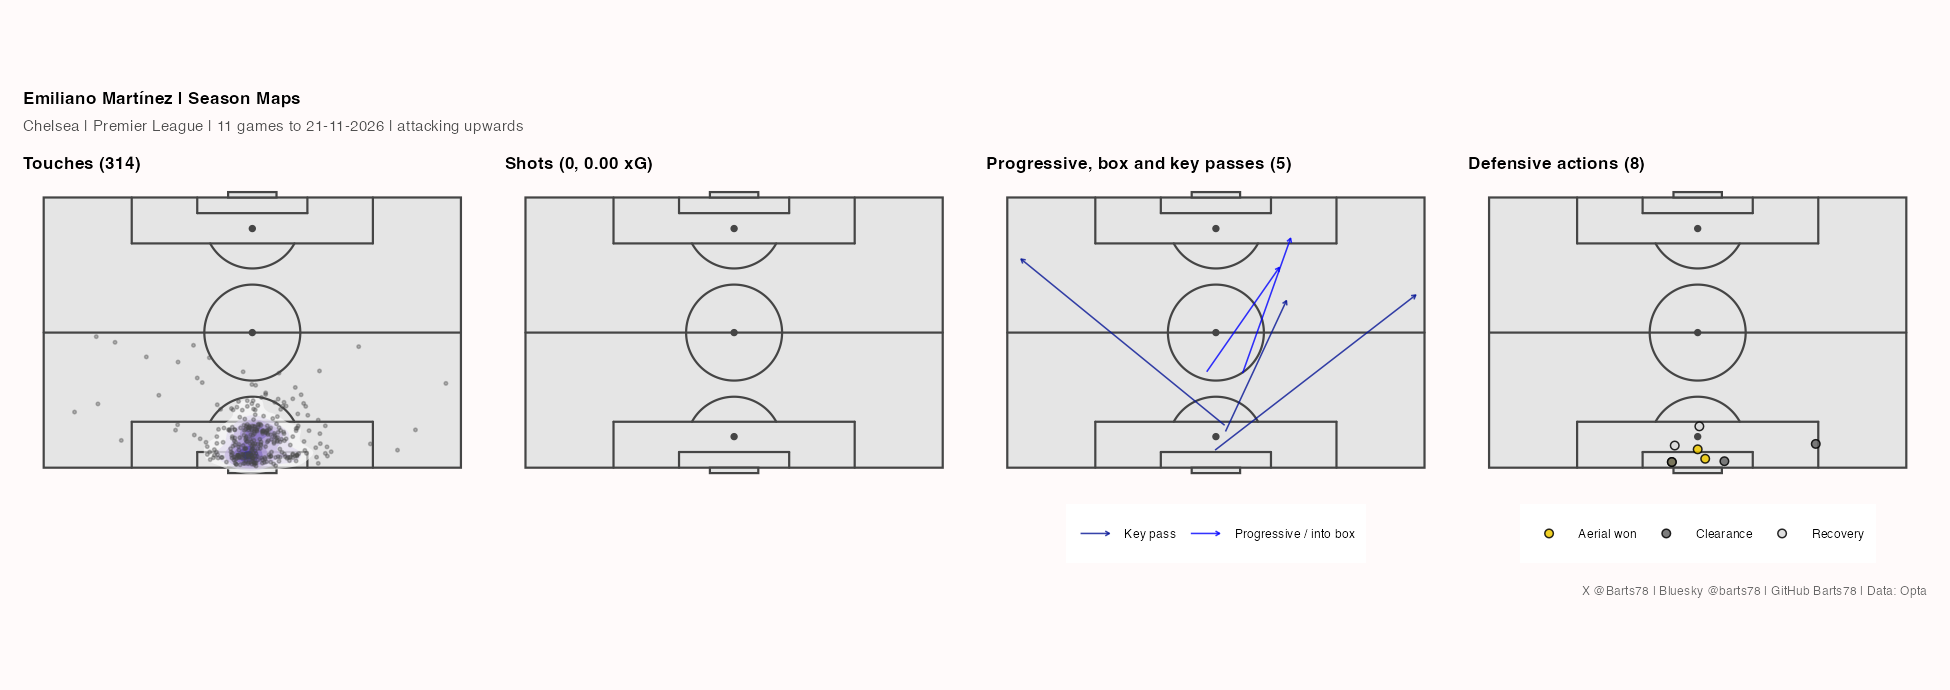 Emiliano Martínez | Season Maps
Chelsea | Premier League | 11 games to 21-11-2026 | attacking upwards
Touches (314)
Shots (0, 0.00 xG)
Progressive, box and key passes (5)
Defensive actions (8)
Key pass
Progressive / into box
Aerial won
Clearance
Recovery
X @Barts78 | Bluesky @barts78 | GitHub Barts78 | Data: Opta